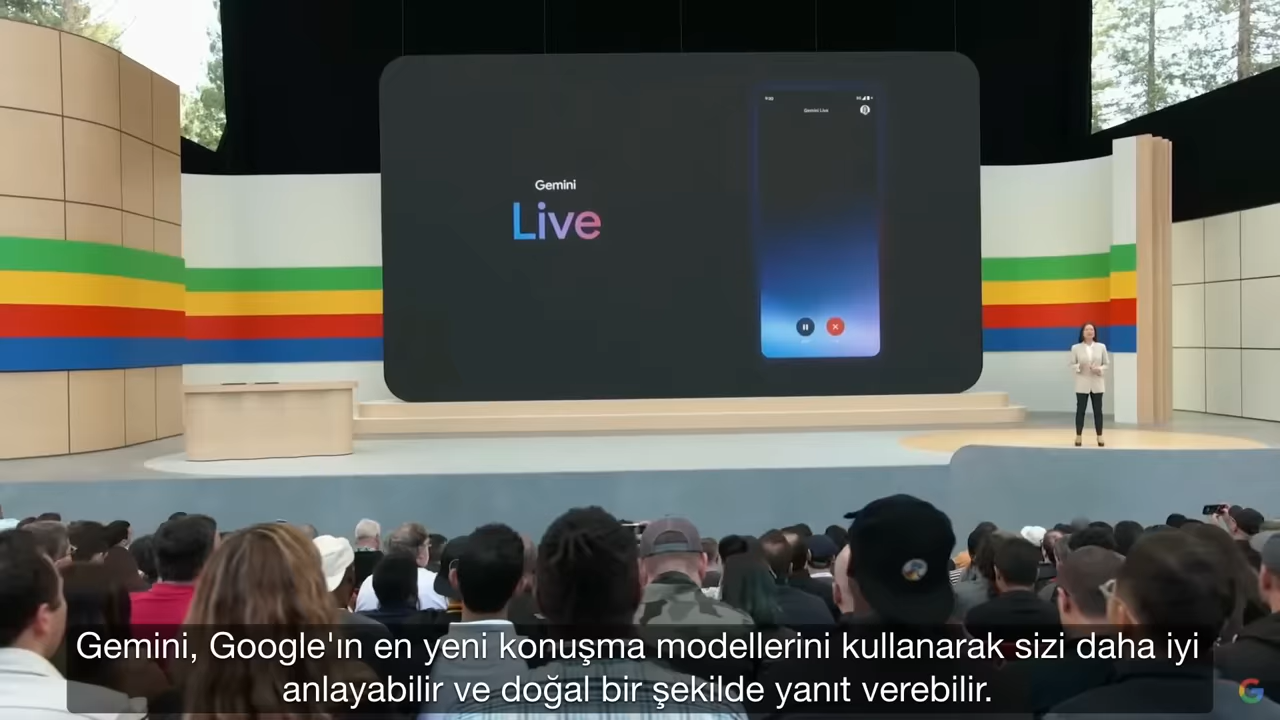 Gemini
Live
Gemini Live
Gemini, Google'ın en yeni konuşma modellerini kullanarak sizi daha iyi
anlayabilir ve doğal bir şekilde yanıt verebilir.